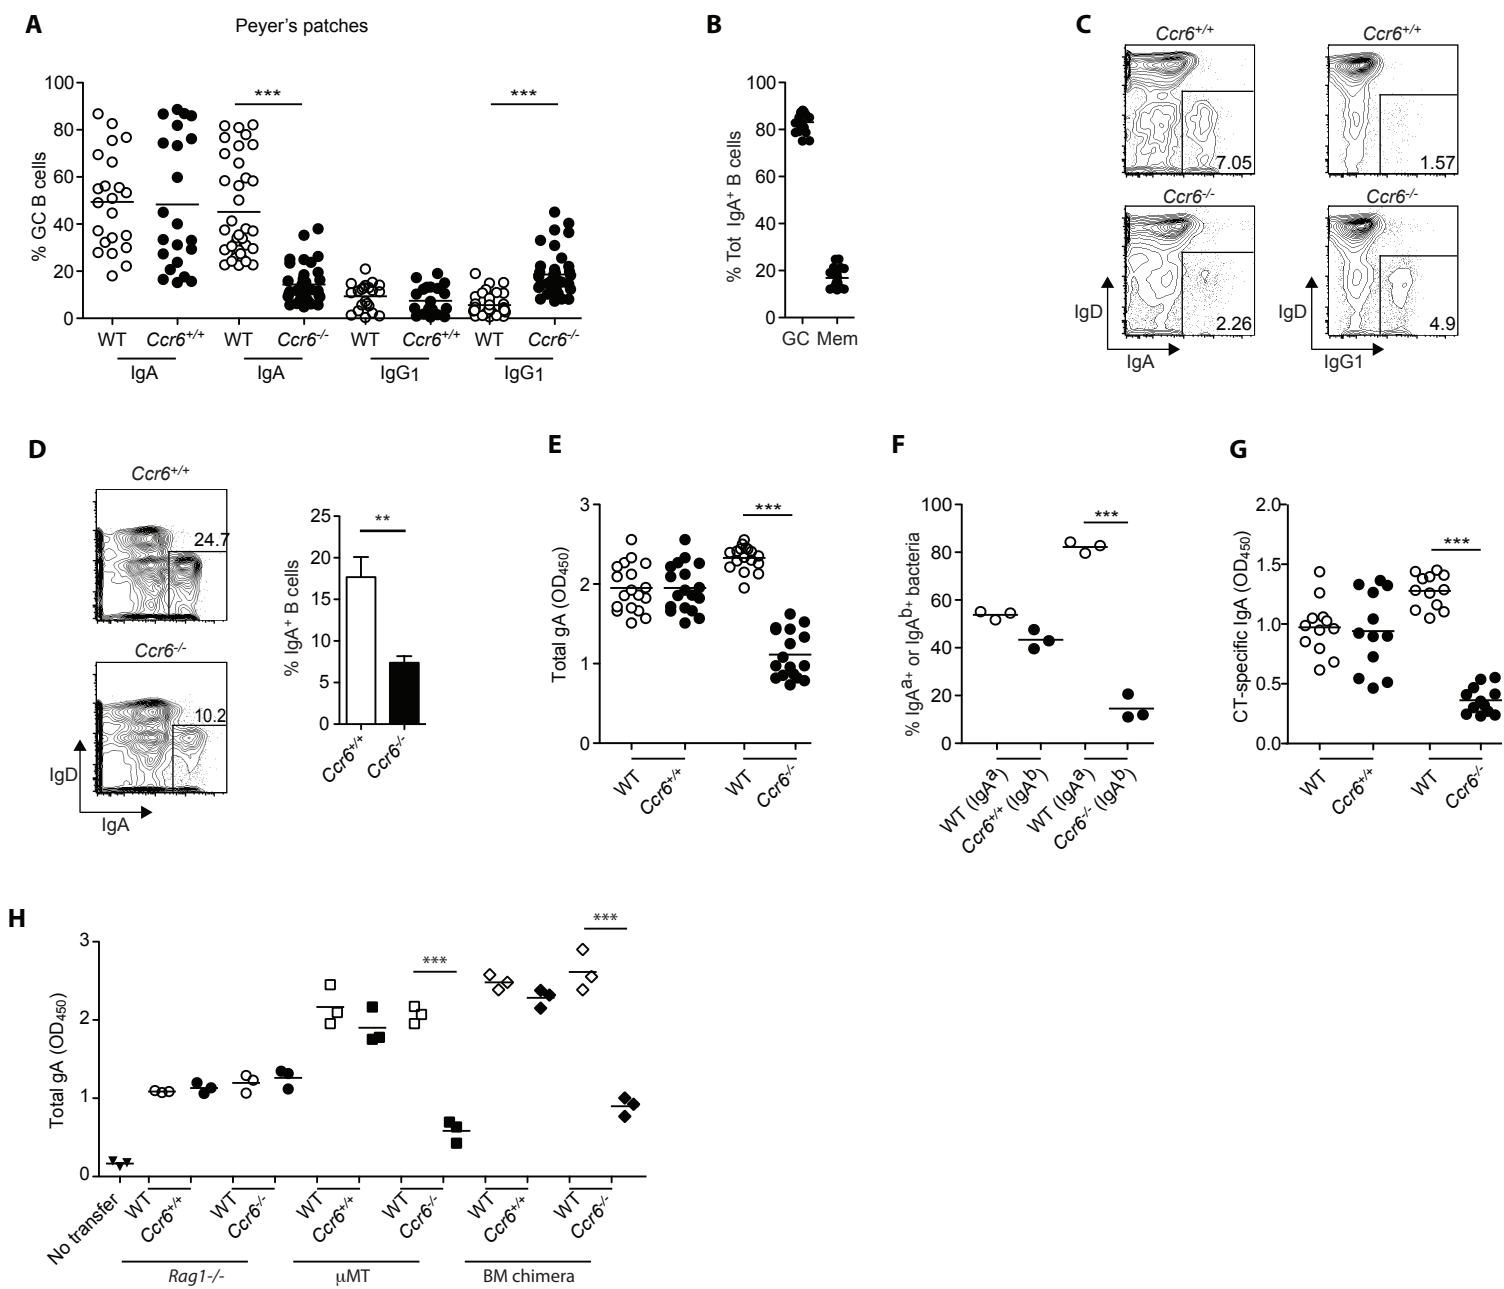 A
Peyer's patches
% GC B cells
100
80
60
40
20
0
***
***
WT Ccr6+/+ WT Ccr6-/- WT Ccr6+/+ WT Ccr6-/-
IgA IgA IgG1 IgG1
B
% Tot IgA+ B cells
100
80
60
40
20
0
GC Mem
C
Ccr6+/+ Ccr6+/+
7.05 1.57
Ccr6-/- Ccr6-/-
2.26 4.9
IgD IgD
IgA IgG1
D
Ccr6+/+
24.7
Ccr6-/-
10.2
IgD
IgA
% IgA+ B cells
25
20
15
10
5
0
**
Ccr6+/+ Ccr6-/-
E
Total gA (OD450)
3
2
1
0
***
WT Ccr6+/+ WT Ccr6-/-
F
% IgAa+ or IgAb+ bacteria
100
80
60
40
20
0
***
WT (IgAa) Ccr6+/+ (IgAb) WT (IgAa) Ccr6-/- (IgAb)
G
CT-specific IgA (OD450)
2.0
1.5
1.0
0.5
0.0
***
WT Ccr6+/+ WT Ccr6-/-
H
Total gA (OD450)
3
2
1
0
***
***
No transfer WT Ccr6+/+ WT Ccr6-/- WT Ccr6+/+ WT Ccr6-/- WT Ccr6+/+ WT Ccr6-/-
Rag1-/- μMT BM chimera